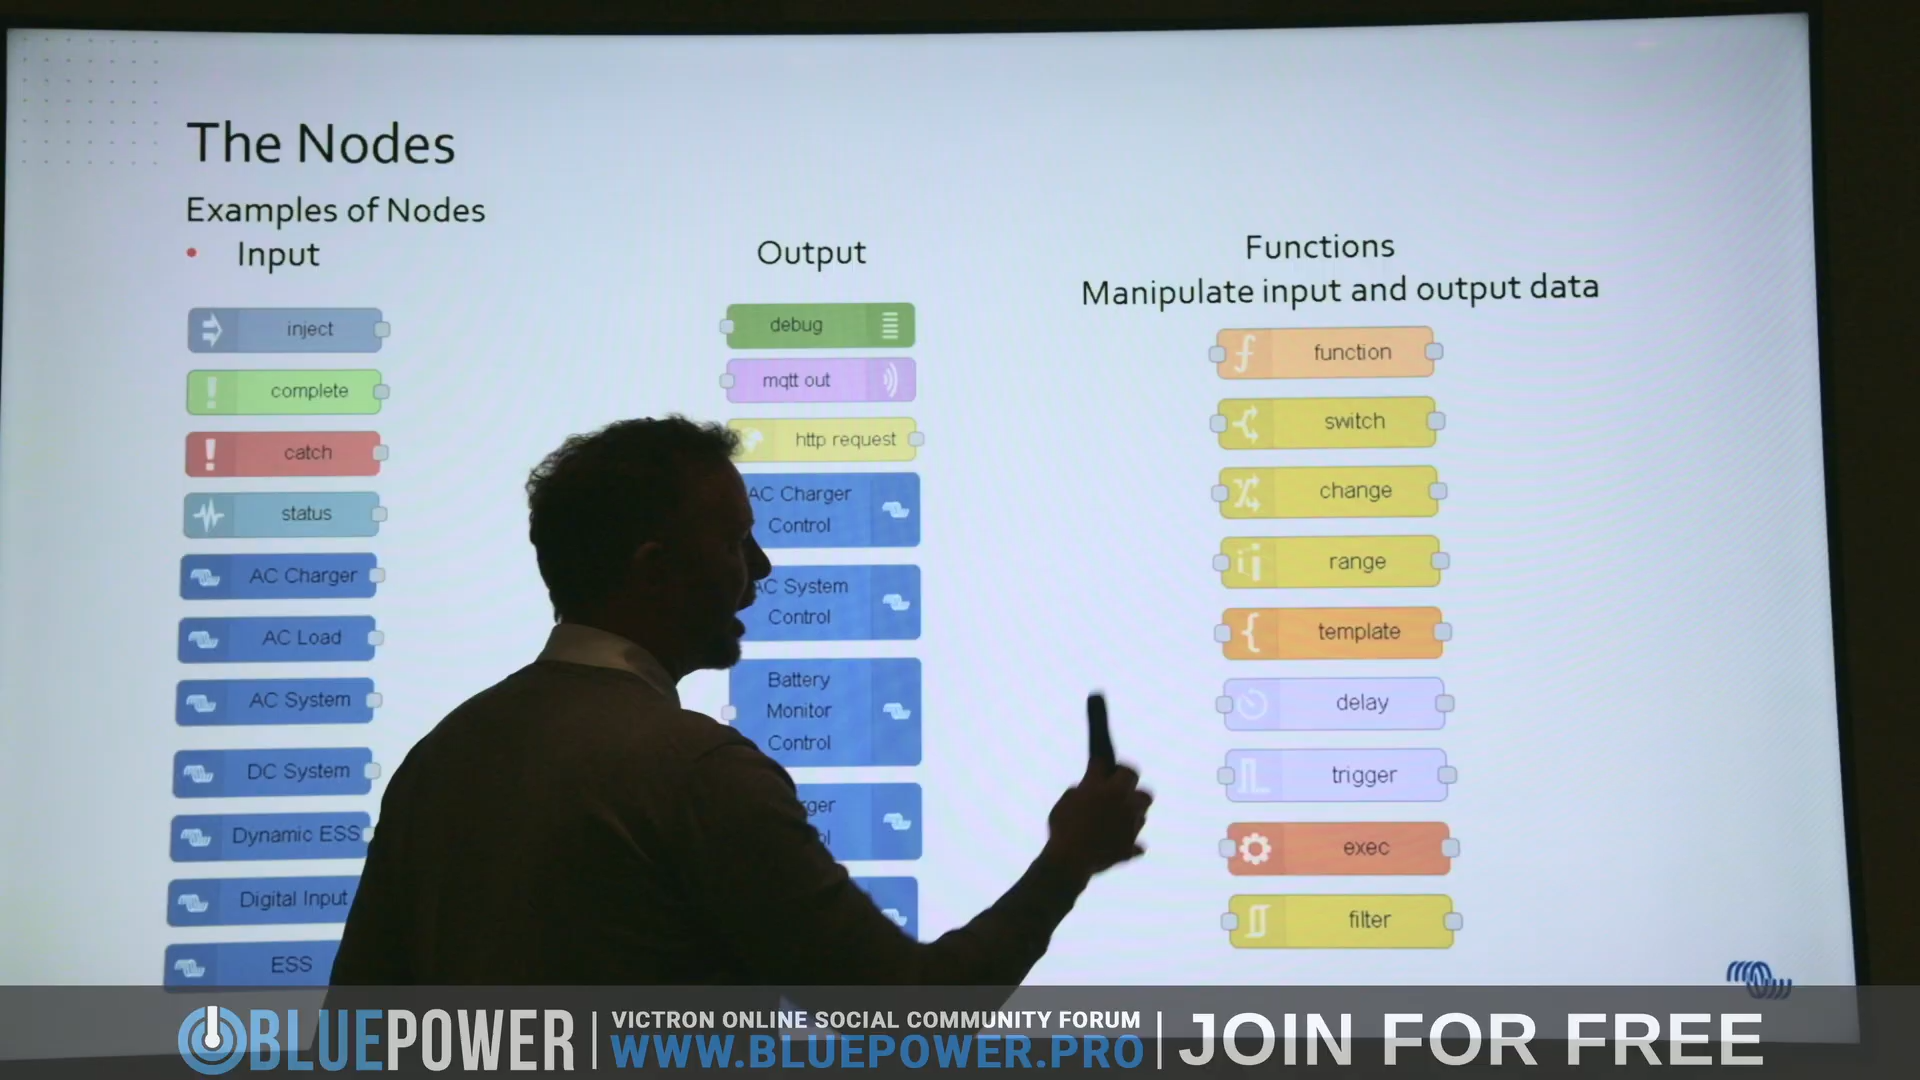 The Nodes
Examples of Nodes
• Input
inject
complete
catch
status
AC Charger
AC Load
AC System
DC System
Dynamic ESS
Digital Input
ESS
Output
debug
mqtt out
http request
AC Charger
Control
AC System
Control
Battery
Monitor
Control
Functions
Manipulate input and output data
function
switch
change
range
template
delay
trigger
exec
filter
BLUEPOWER
VICTRON ONLINE SOCIAL COMMUNITY FORUM
WWW.BLUEPOWER.PRO
JOIN FOR FREE